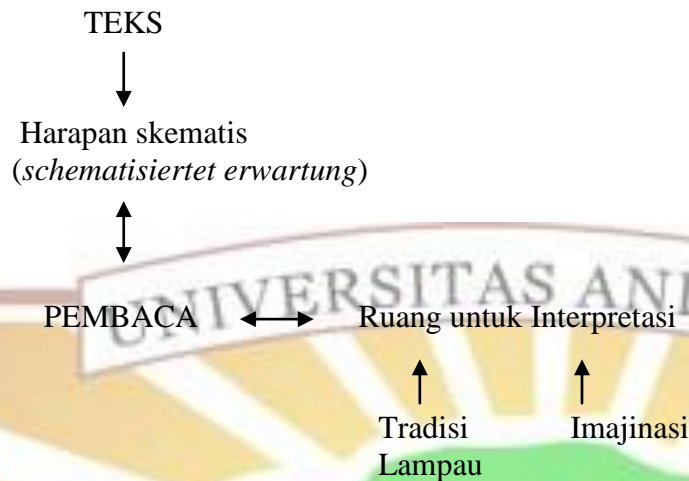 TEKS
Harapan skematis
(schematisiertet erwartung)
UNIVERSITAS AN
PEMBACA
Ruang untuk Interpretasi
Tradisi
Imajinasi
Lampau